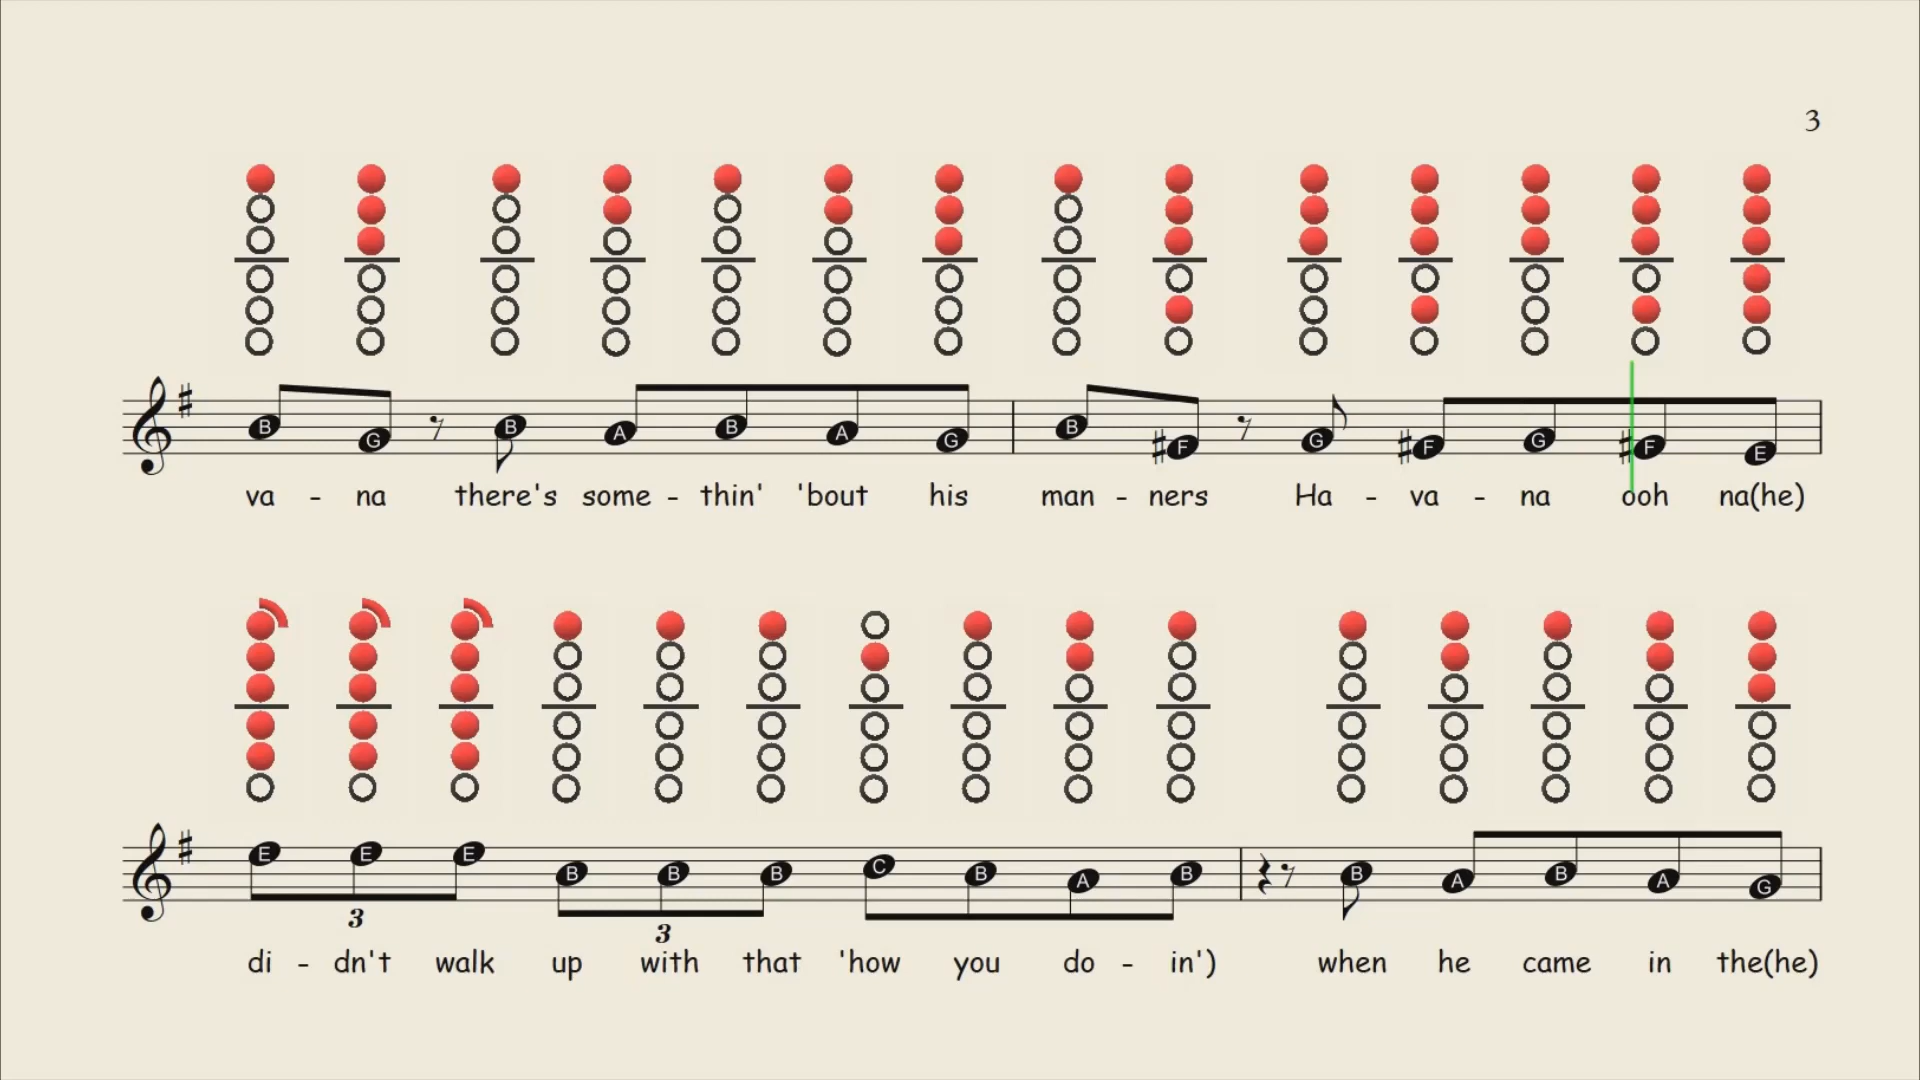 3
B G B A B A G B F G F G F E
va - na there's some - thin' 'bout his man - ners Ha - va - na ooh na(he)
E E E B B B C B A B B A B A G
3 3
di - dn't walk up with that 'how you do - in') when he came in the(he)